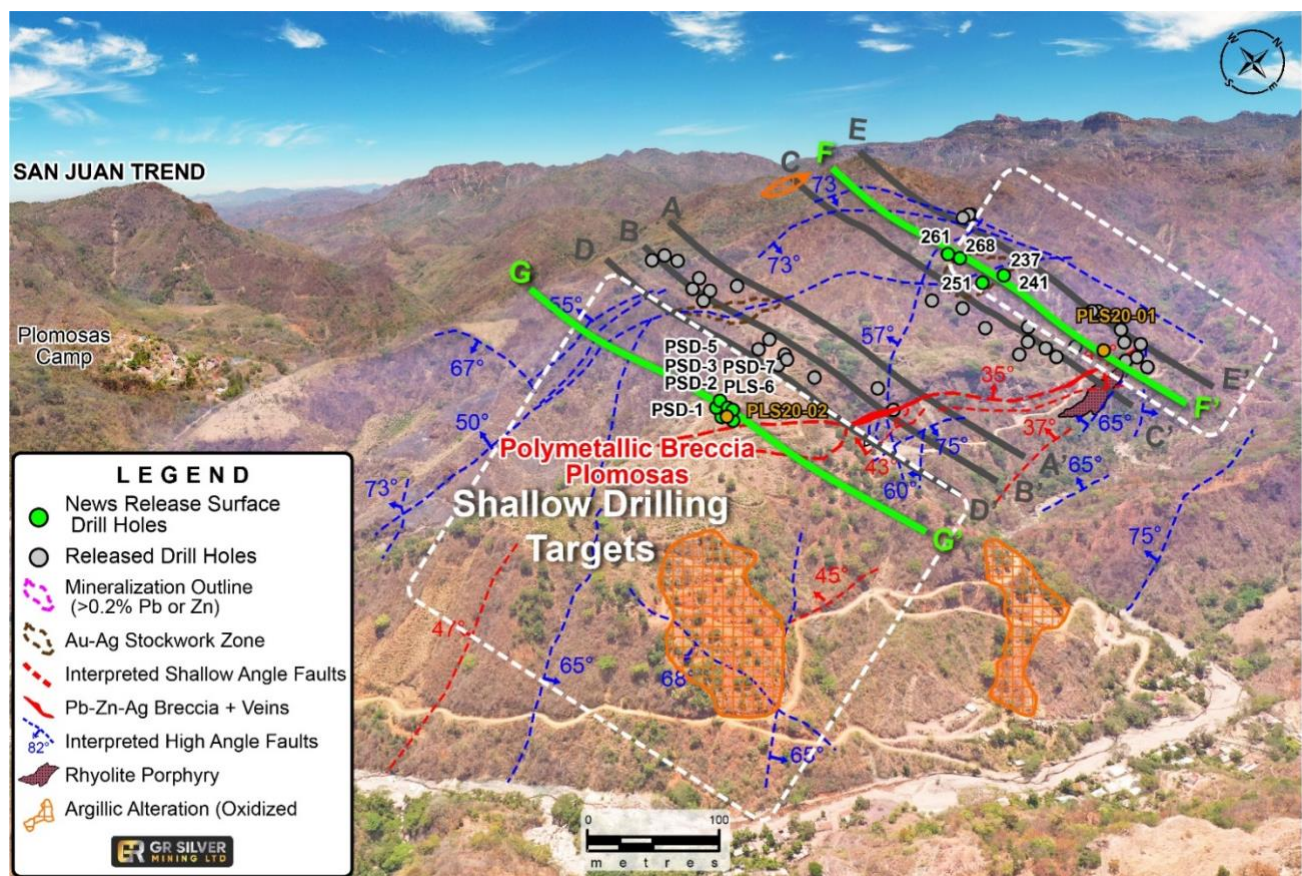 SAN JUAN TREND
Plomosas
Camp
W
N
S
E
E
F
C
A
B
D
G
73
73°
261
268
237
251
241
PLS20-01
55°
67°
57°
50°
73°
35°
PSD-5
PSD-3
PSD-7
PSD-2
PLS-6
PSD-1
PLS20-02
37°
65°
E'
F'
C'
Polymetallic Breccia
Plomosas
43°
75°
60°
A'
B'
D'
65°
75°
Shallow Drilling
Targets
G'
47°
65°
68°
45°
65°
LEGEND
News Release Surface
Drill Holes
Released Drill Holes
Mineralization Outline
(>0.2% Pb or Zn)
Au-Ag Stockwork Zone
Interpreted Shallow Angle Faults
Pb-Zn-Ag Breccia + Veins
82°
Interpreted High Angle Faults
Rhyolite Porphyry
Argillic Alteration (Oxidized
GR GR SILVER
MINING LTD
0 100
metres